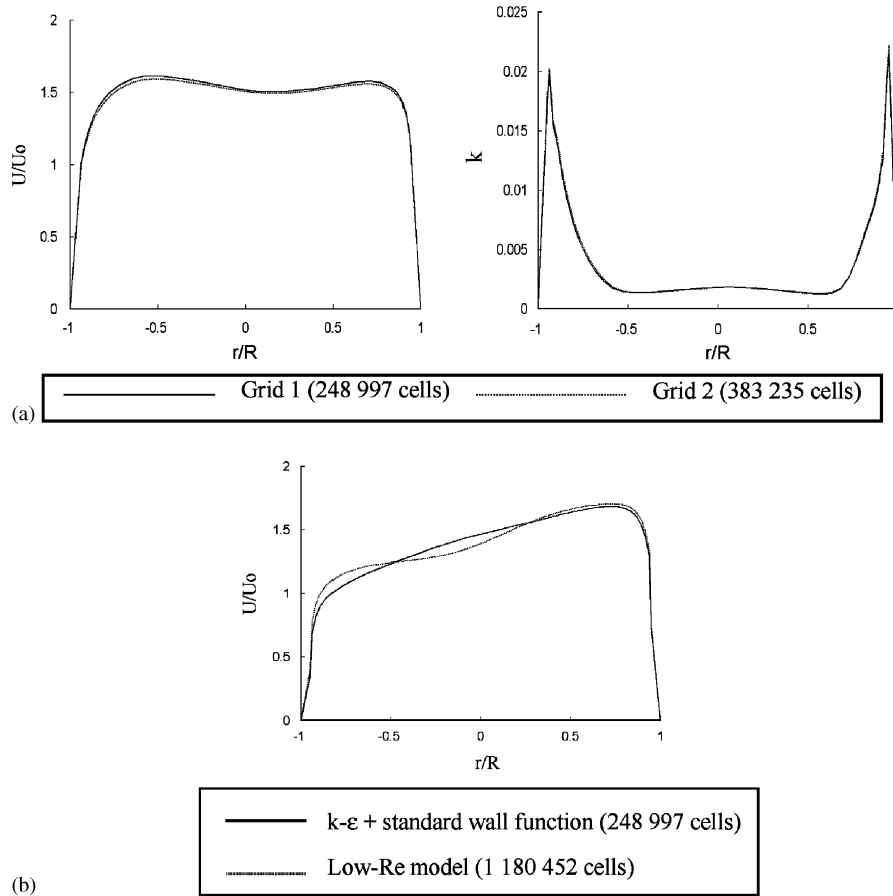 2
1.5
1
1.5
0
U/Uo
-1
-0.5
0
0.5
1
r/R
0.025
0.02
0.015
0.01
0.005
0
k
-1
-0.5
0
0.5
r/R
(a)
Grid 1 (248 997 cells)
Grid 2 (383 235 cells)
2
1.5
1
0.5
0
U/Uo
-1
-0.5
0
0.5
1
r/R
(b)
k-ε + standard wall function (248 997 cells)
Low-Re model (1 180 452 cells)